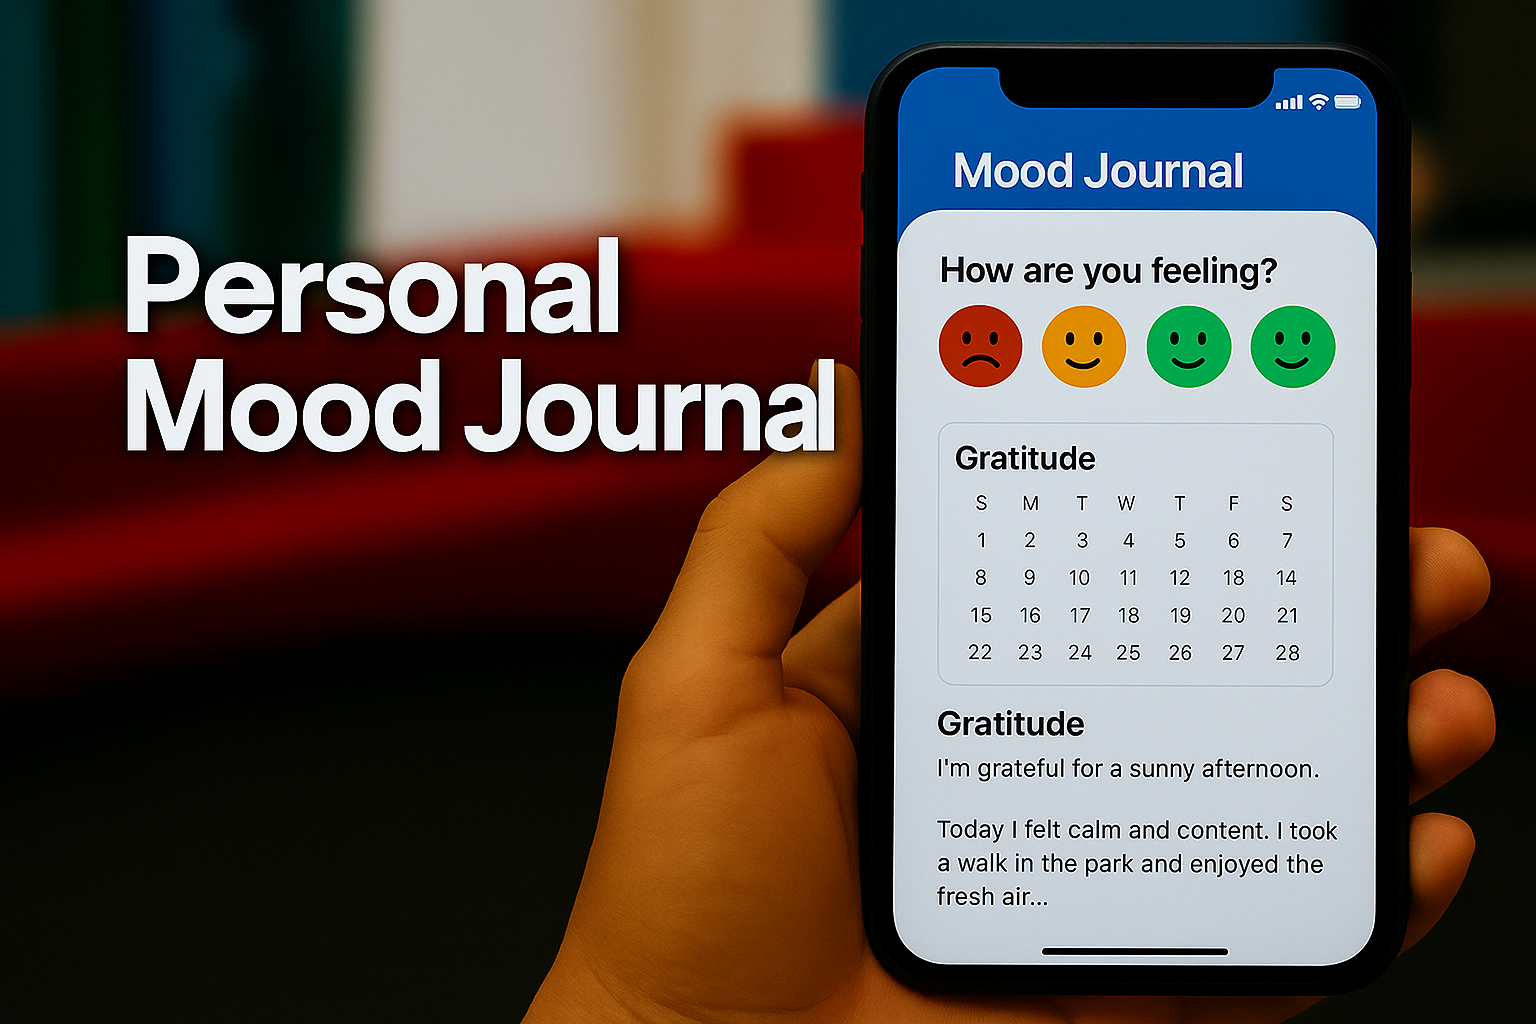 Personal
Mood Journal
Mood Journal
How are you feeling?
Gratitude
S M T W T F S
1 2 3 4 5 6 7
8 9 10 11 12 18 14
15 16 17 18 19 20 21
22 23 24 25 26 27 28
Gratitude
I'm grateful for a sunny afternoon.
Today I felt calm and content. I took
a walk in the park and enjoyed the
fresh air...